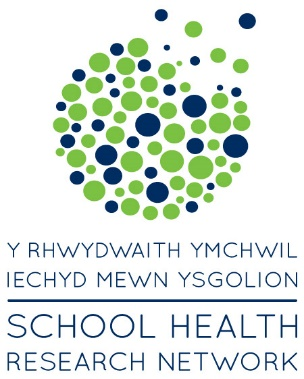 Y RHWYDWAITH YMCHWIL
IECHYD MEWN YSGOLION
SCHOOL HEALTH
RESEARCH NETWORK